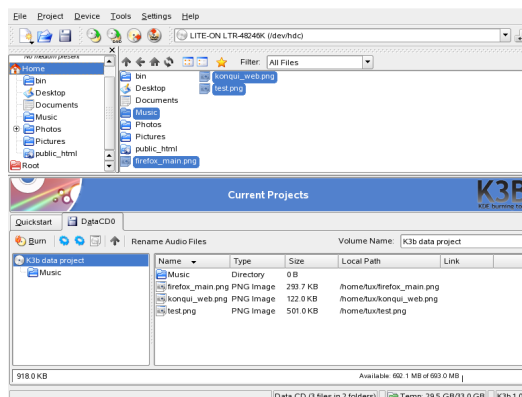 File Project Device Tools Settings Help
LITE-ON LTR-48246K (/dev/hdc)
No medium present
Home
bin
Desktop
Documents
Music
Photos
Pictures
public_html
Root
Filter: All Files
bin
Desktop
Documents
Music
Photos
Pictures
public_html
firefox_main.png
konqui_web.png
test.png
Current Projects
K3B
Quickstart DataCD0
Burn Rename Audio Files Volume Name: K3b data project
K3b data project
Music
Name Type Size Local Path Link
Music Directory 0 B
firefox_main.png PNG Image 293.7 KB /home/tux/firefox_main.png
konqui_web.png PNG Image 122.0 KB /home/tux/konqui_web.png
test.png PNG Image 501.0 KB /home/tux/test.png
918.0 KB Available: 692.1 MB of 693.0 MB
Data CD (3 files in 2 folders) Temp: 29.5 GB/33.0 GB K3b 1.0